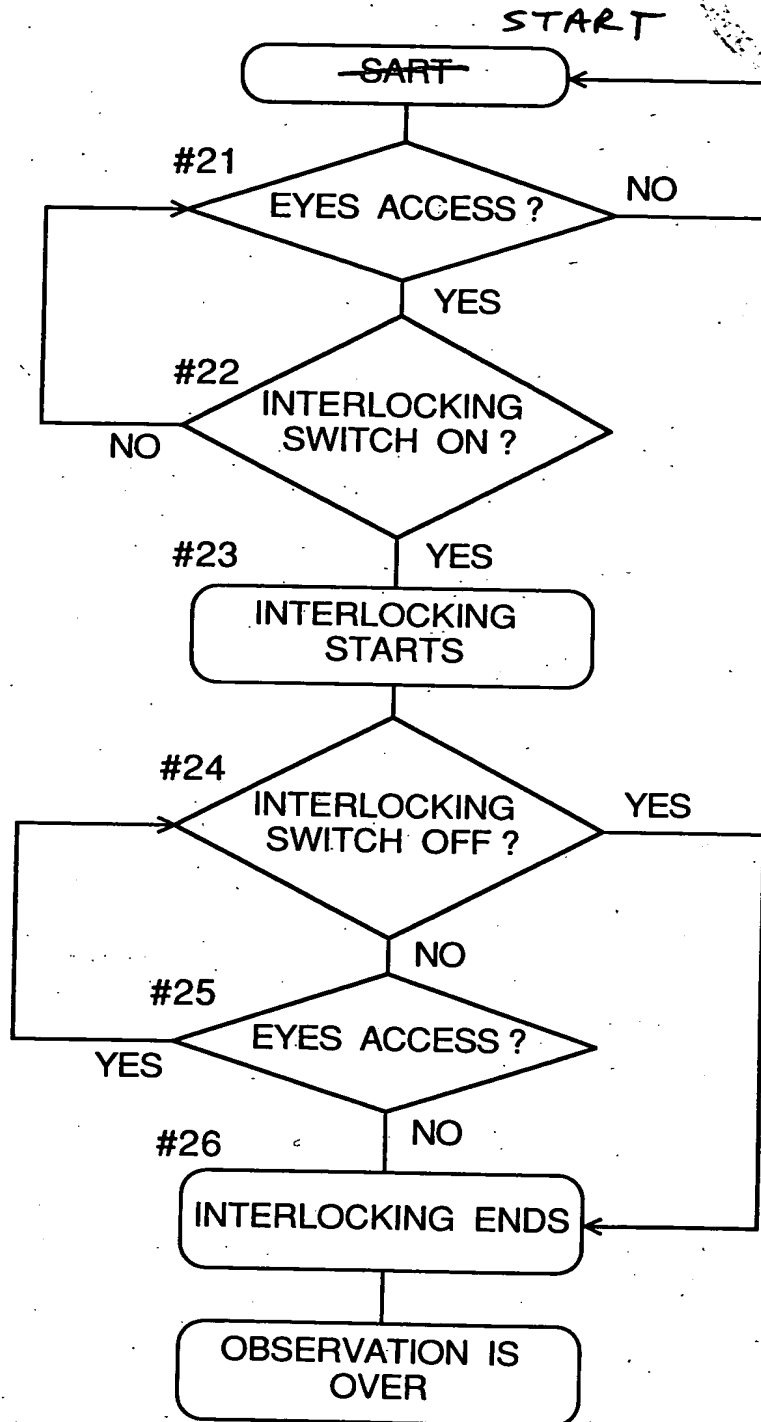 START
SART
#21
EYES ACCESS?
NO
YES
#22
INTERLOCKING
SWITCH ON?
NO
#23
YES
INTERLOCKING
STARTS
#24
INTERLOCKING
SWITCH OFF?
YES
NO
#25
EYES ACCESS?
YES
NO
#26
INTERLOCKING ENDS
OBSERVATION IS
OVER